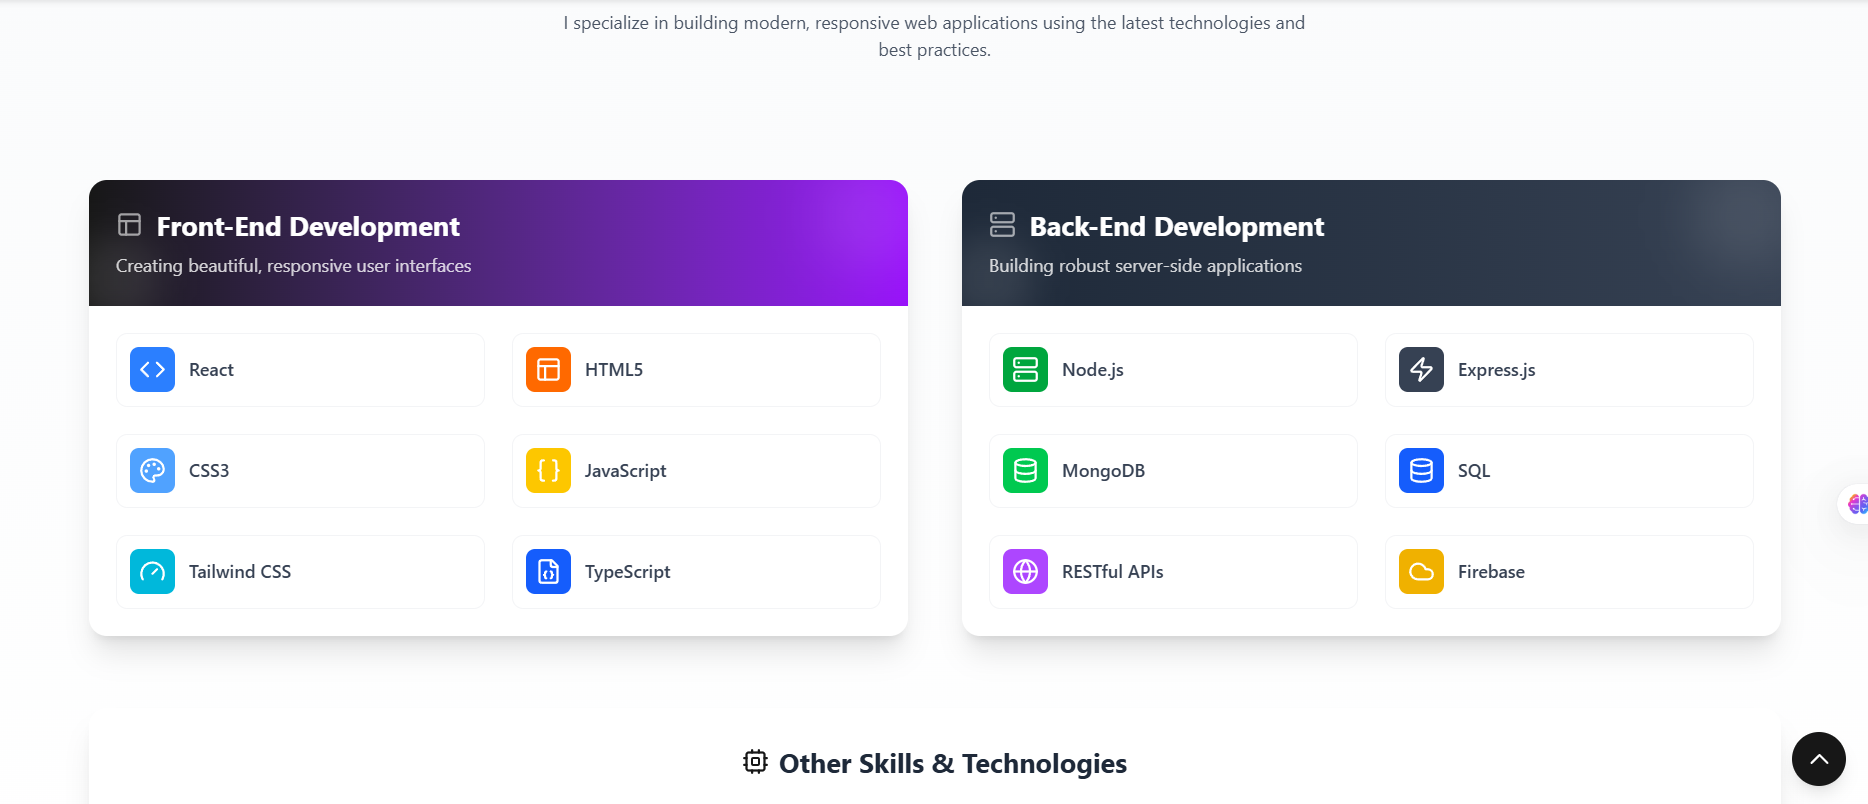 I specialize in building modern, responsive web applications using the latest technologies and
best practices.
Front-End Development
Creating beautiful, responsive user interfaces
React
HTML5
CSS3
JavaScript
Tailwind CSS
TypeScript
Back-End Development
Building robust server-side applications
Node.js
Express.js
MongoDB
SQL
RESTful APIs
Firebase
Other Skills & Technologies